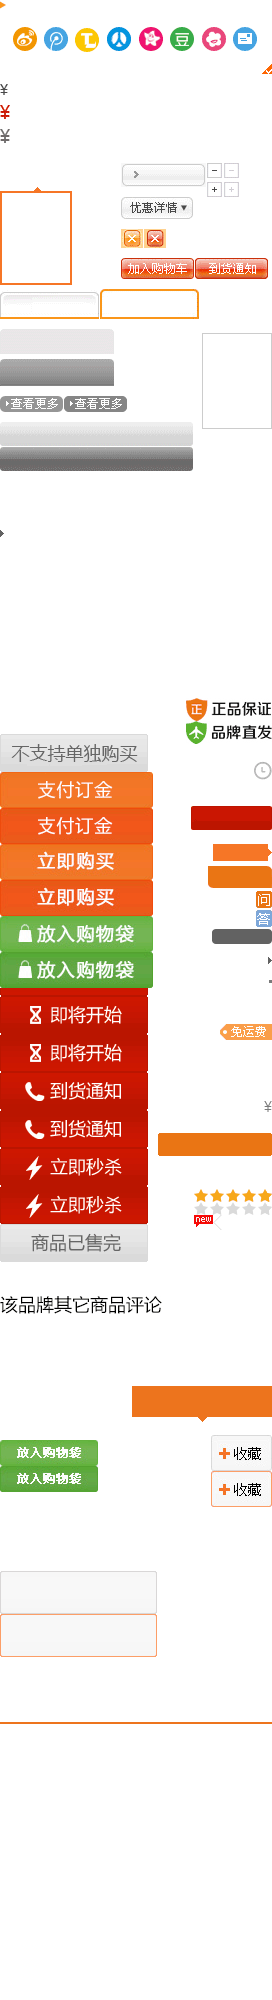 ¥
¥
¥
优惠详情
加入购物车 到货通知
查看更多 查看更多
正品保证
品牌直发
不支持单独购买
支付订金
支付订金
立即购买
立即购买
问
放入购物袋
答
放入购物袋
即将开始
免运费
即将开始
到货通知
¥
到货通知
立即秒杀
立即秒杀
new
商品已售完
该品牌其它商品评论
放入购物袋
收藏
放入购物袋
收藏